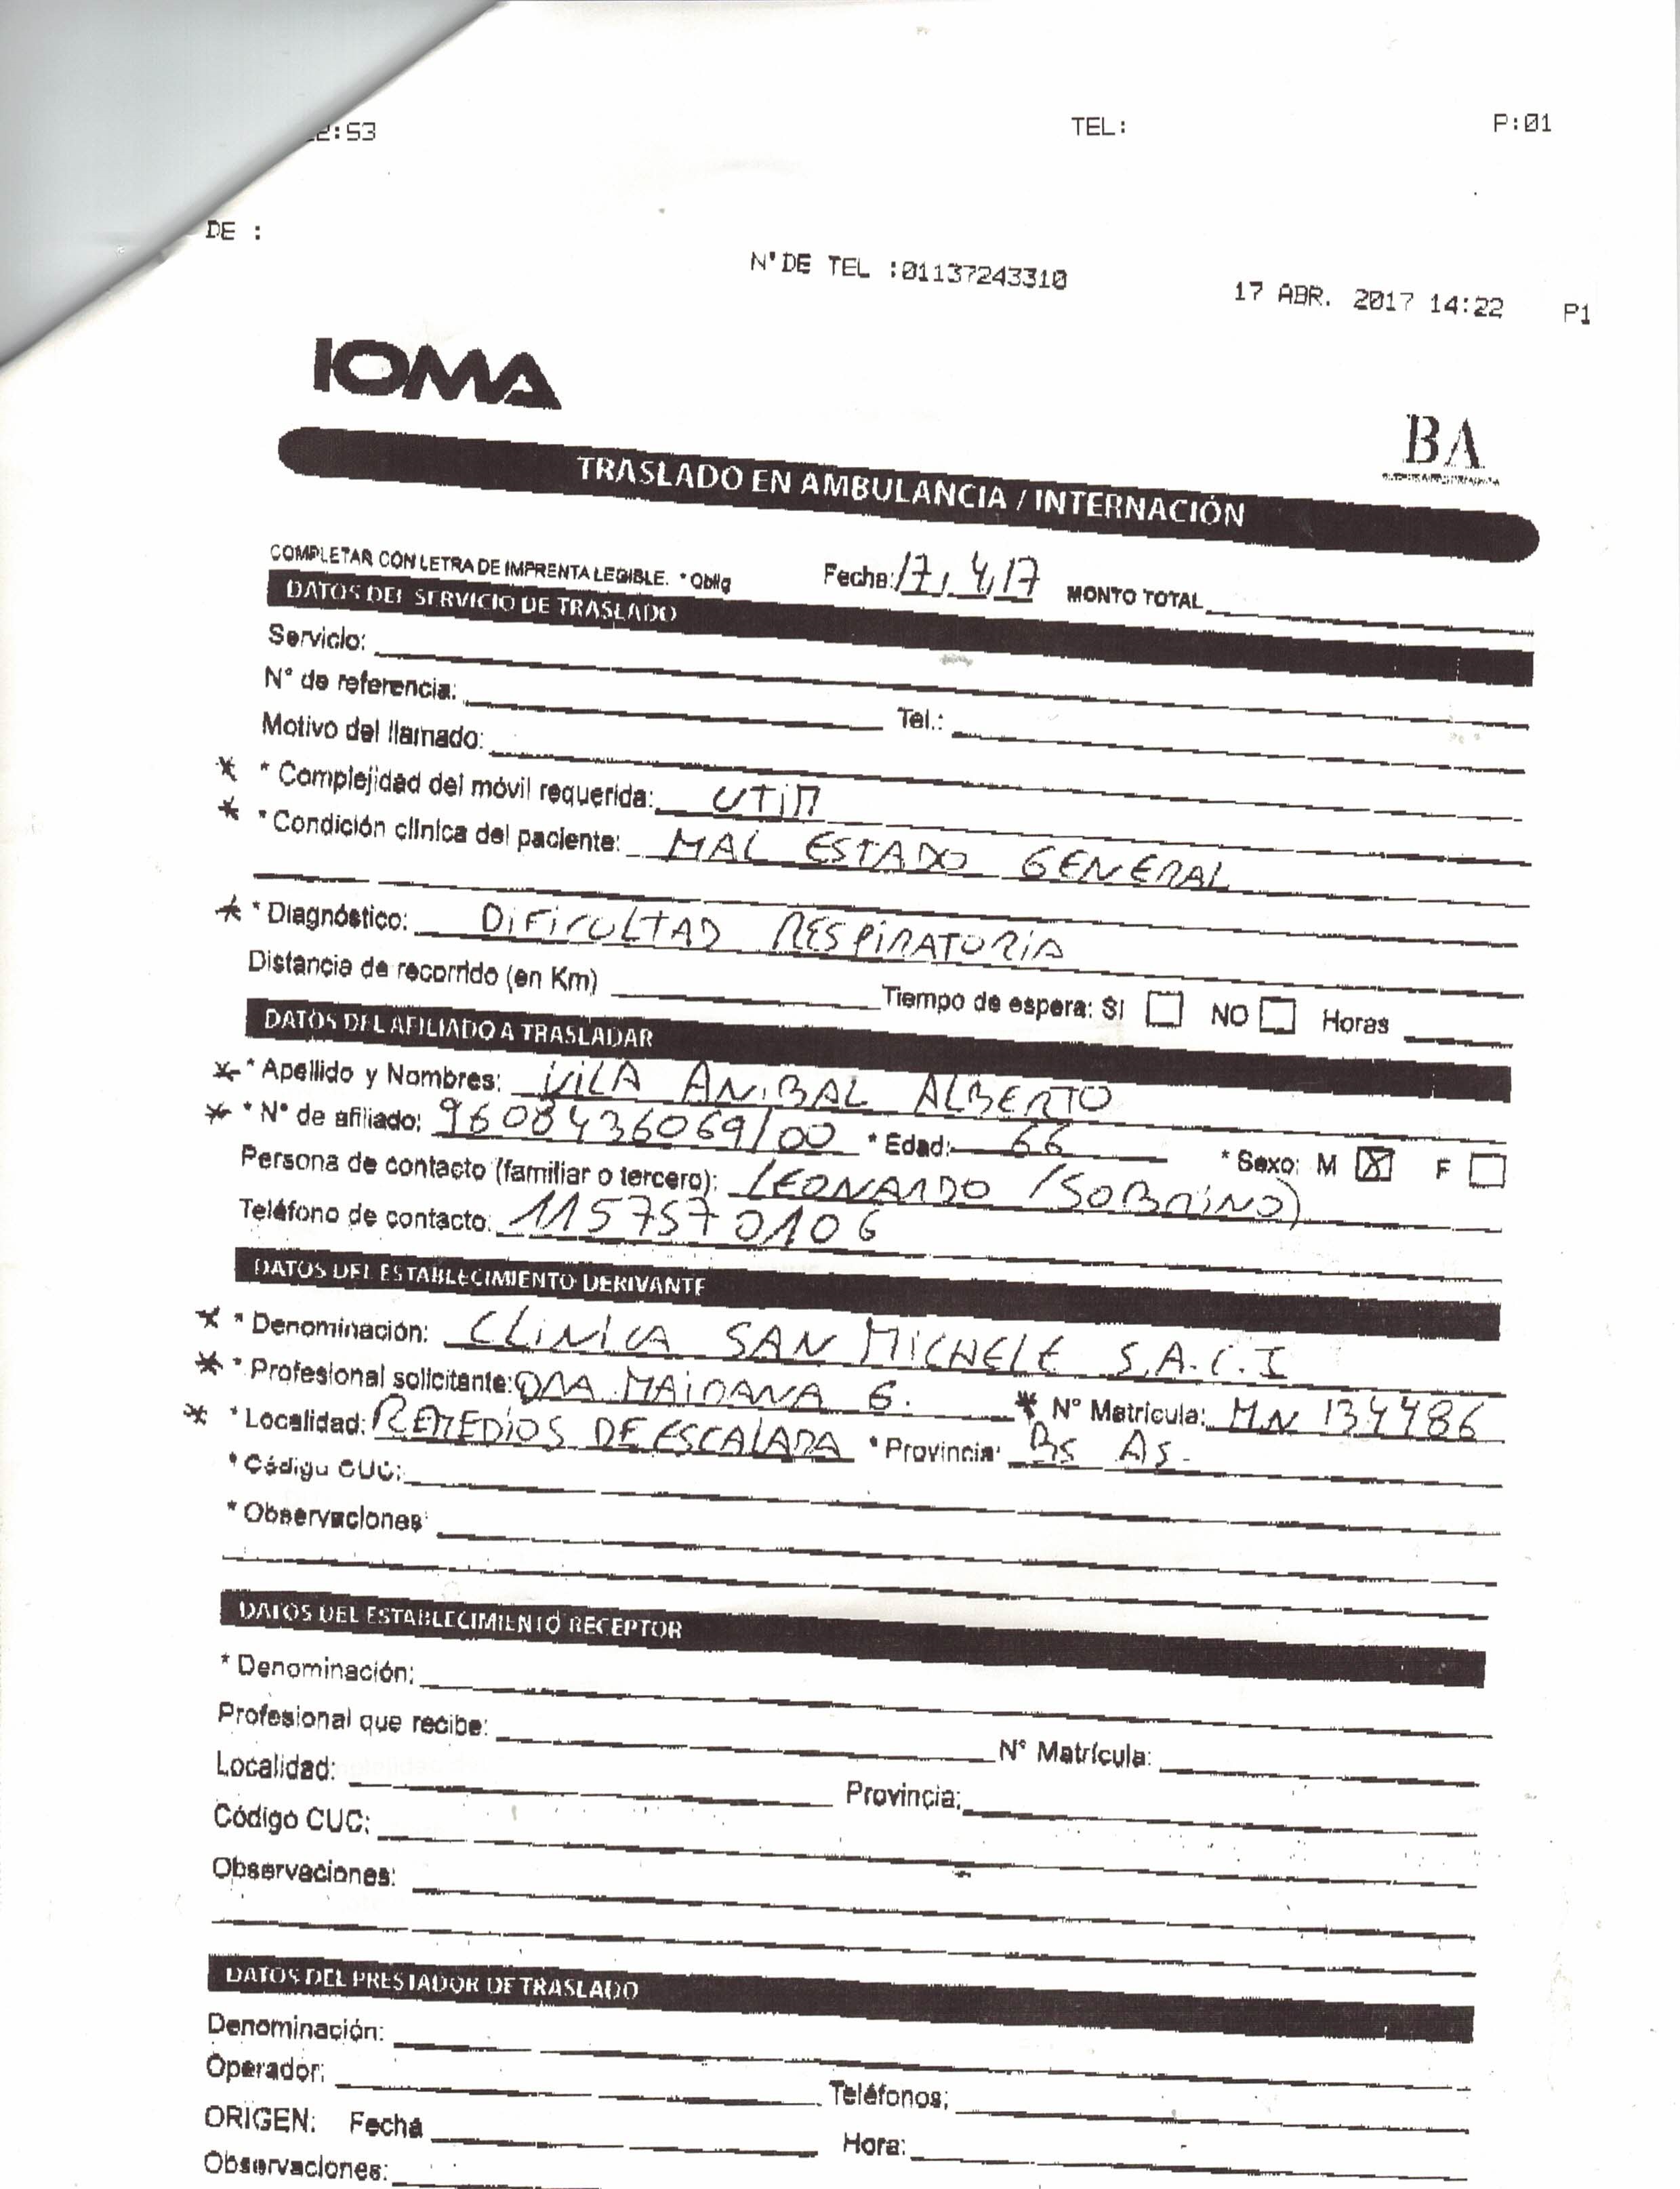 2:53 TEL: P:01
DE :
N°DE TEL :01137243310 17 ABR. 2017 14:22 P1
IOMA
BA
TRASLADO EN AMBULANCIA / INTERNACIÓN
COMPLETAR CON LETRA DE IMPRENTA LEGIBLE. * Oblig Fecha: 17, 4, 17 MONTO TOTAL
DATOS DEL SERVICIO DE TRASLADO
Servicio:
N° de referencia: Tel.:
Motivo del llamado:
* * Complejidad del móvil requerida: UTIM
* * Condición clínica del paciente: MAL ESTADO GENERAL
* * Diagnóstico: DIFICULTAD RESPIRATORIA
Distancia de recorrido (en Km) Tiempo de espera: SI NO Horas
DATOS DEL AFILIADO A TRASLADAR
* * Apellido y Nombres: VILA ANIBAL ALBERTO
* * N° de afiliado: 9608436069/00 * Edad: 66 * Sexo: M X F
Persona de contacto (familiar o tercero): LEONARDO (SOBRINO)
Teléfono de contacto: 1157570106
DATOS DEL ESTABLECIMIENTO DERIVANTE
* * Denominación: CLINICA SAN MICHELE S.A.C.I
* * Profesional solicitante: DRA MAIDANA G. * N° Matrícula: MN 134486
* * Localidad: REMEDIOS DE ESCALADA * Provincia: Bs As.
* Código CUC:
* Observaciones:
DATOS DEL ESTABLECIMIENTO RECEPTOR
* Denominación:
Profesional que recibe: N° Matrícula:
Localidad: Provincia:
Código CUC:
Observaciones:
DATOS DEL PRESTADOR DE TRASLADO
Denominación:
Operador: Teléfonos:
ORIGEN: Fecha Hora:
Observaciones: